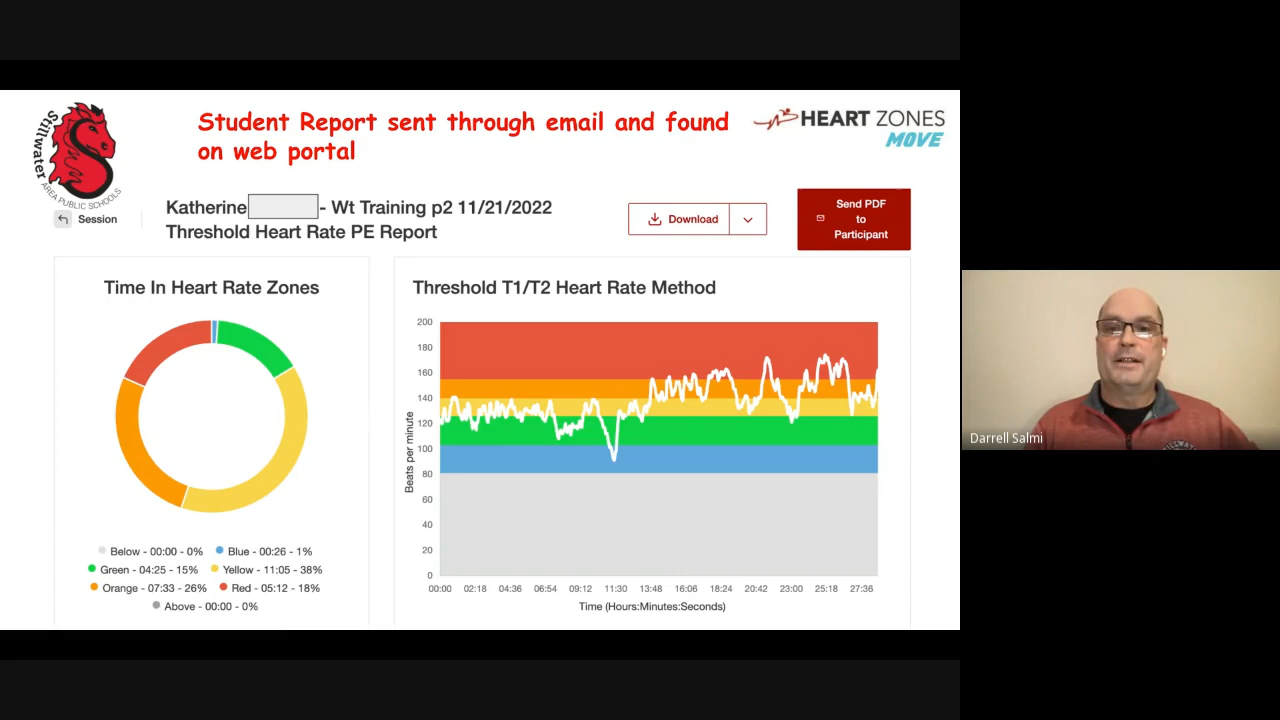 Stillwater
AREA PUBLIC SCHOOLS
Student Report sent through email and found
on web portal
HEART ZONES
MOVE
Session
Katherine - Wt Training p2 11/21/2022
Threshold Heart Rate PE Report
Download
Send PDF
to
Participant
Time In Heart Rate Zones
Below - 00:00 - 0% Blue - 00:26 - 1%
Green - 04:25 - 15% Yellow - 11:05 - 38%
Orange - 07:33 - 26% Red - 05:12 - 18%
Above - 00:00 - 0%
Threshold T1/T2 Heart Rate Method
Beats per minute
200
180
160
140
120
100
80
60
40
20
0
00:00 02:18 04:36 06:54 09:12 11:30 13:48 16:06 18:24 20:42 23:00 25:18 27:36
Time (Hours:Minutes:Seconds)
Darrell Salmi